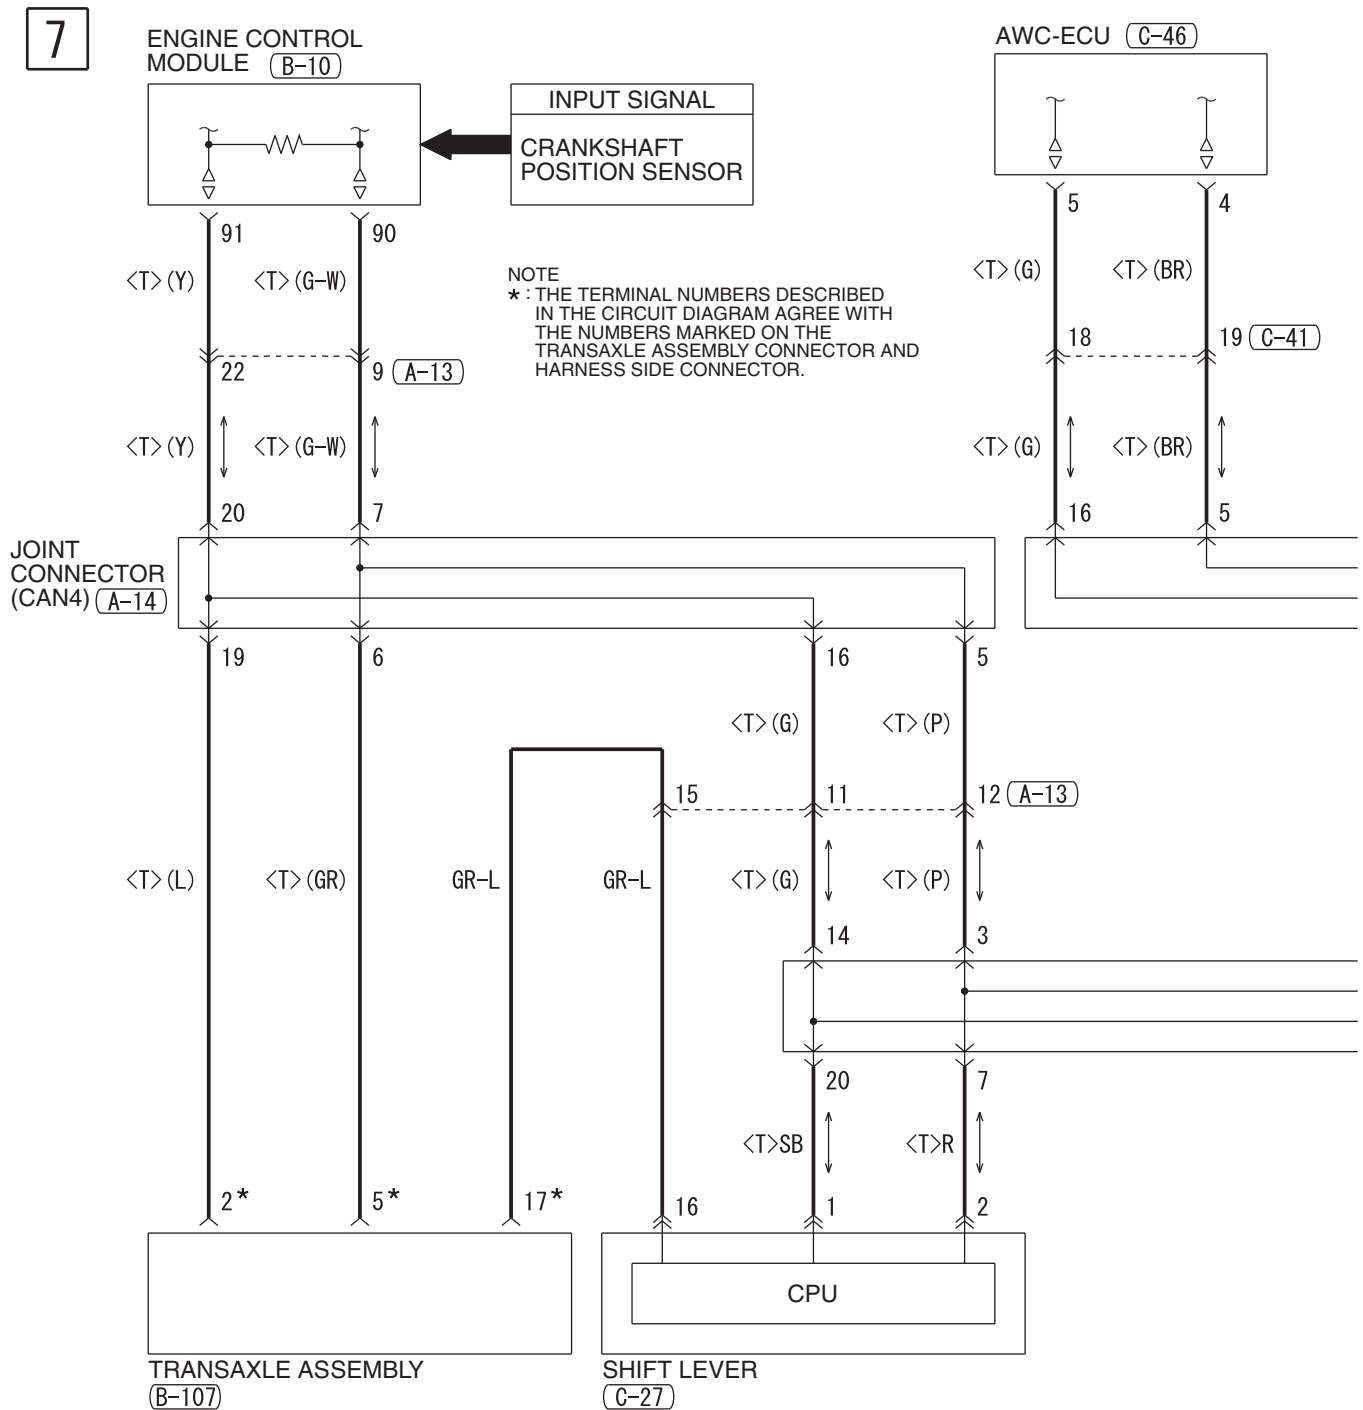 7
ENGINE CONTROL
MODULE (B-10)
AWC-ECU (C-46)
INPUT SIGNAL
CRANKSHAFT
POSITION SENSOR
91
90
5
4
<T>(Y)
<T>(G-W)
<T>(G)
<T>(BR)
NOTE
* : THE TERMINAL NUMBERS DESCRIBED
IN THE CIRCUIT DIAGRAM AGREE WITH
THE NUMBERS MARKED ON THE
TRANSAXLE ASSEMBLY CONNECTOR AND
HARNESS SIDE CONNECTOR.
22
9 (A-13)
18
19 (C-41)
<T>(Y)
<T>(G-W)
<T>(G)
<T>(BR)
20
7
16
5
JOINT
CONNECTOR
(CAN4) (A-14)
19
6
16
5
<T>(G)
<T>(P)
15
11
12 (A-13)
<T>(L)
<T>(GR)
GR-L
GR-L
<T>(G)
<T>(P)
14
3
20
7
<T>SB
<T>R
2*
5*
17*
16
1
2
CPU
TRANSAXLE ASSEMBLY
(B-107)
SHIFT LEVER
(C-27)